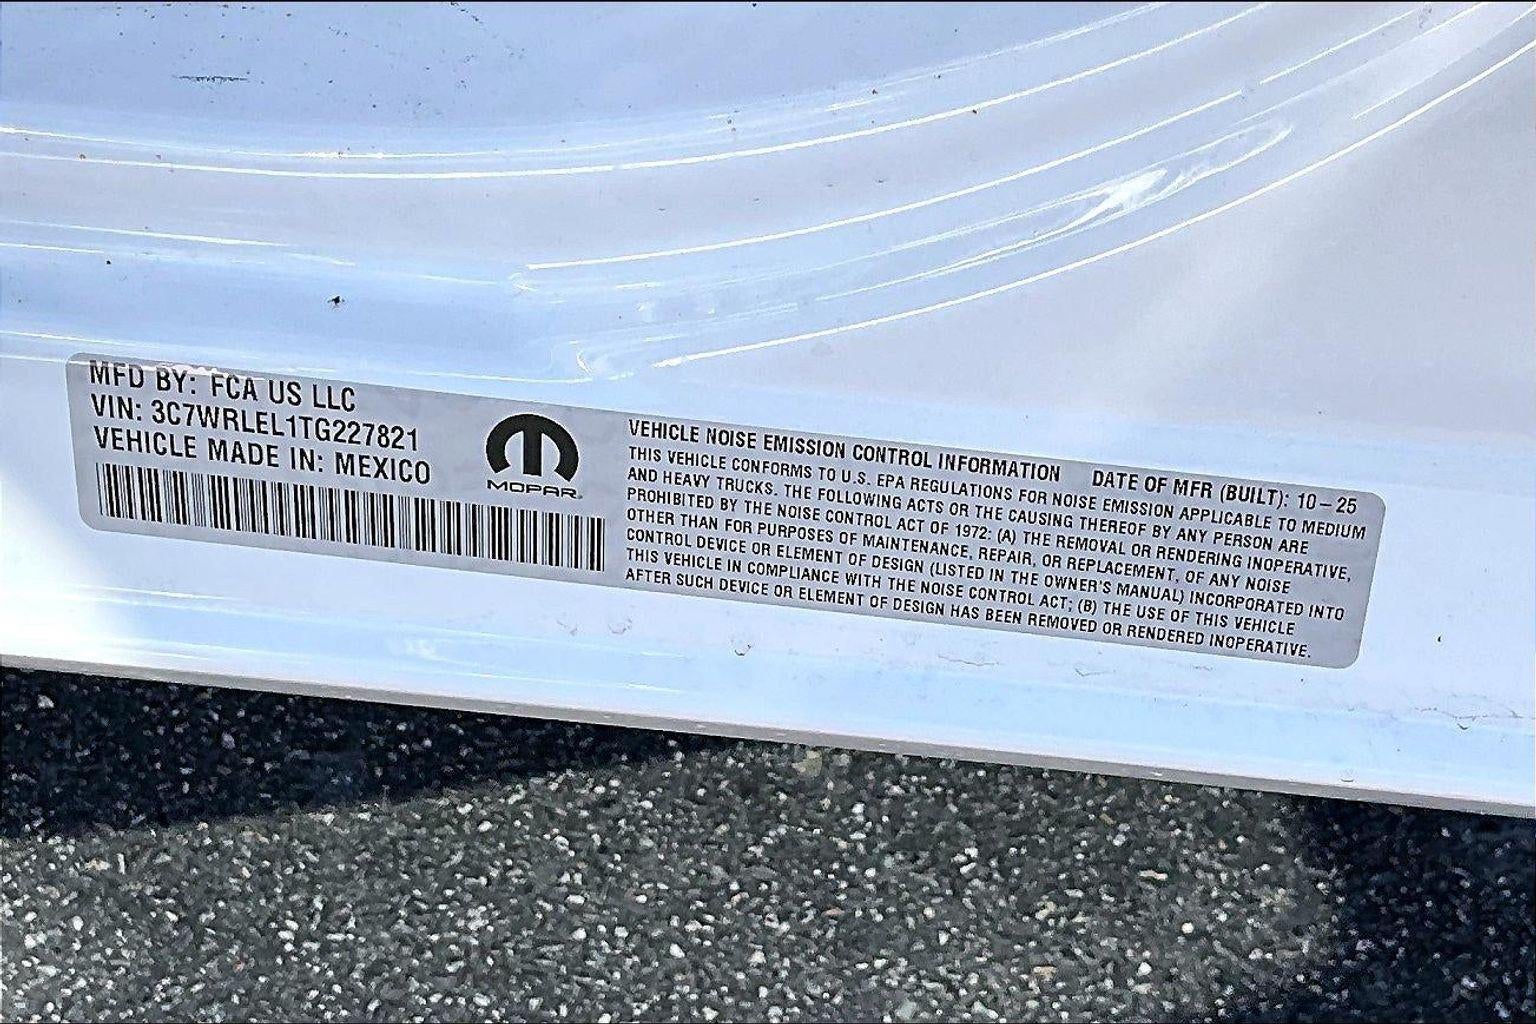 MFD BY: FCA US LLC
VIN: 3C7WRLEL1TG227821
VEHICLE MADE IN: MEXICO
MOPAR
VEHICLE NOISE EMISSION CONTROL INFORMATION DATE OF MFR (BUILT): 10-25
THIS VEHICLE CONFORMS TO U.S. EPA REGULATIONS FOR NOISE EMISSION APPLICABLE TO MEDIUM
AND HEAVY TRUCKS. THE FOLLOWING ACTS OR THE CAUSING THEREOF BY ANY PERSON ARE
PROHIBITED BY THE NOISE CONTROL ACT OF 1972: (A) THE REMOVAL OR RENDERING INOPERATIVE,
OTHER THAN FOR PURPOSES OF MAINTENANCE, REPAIR, OR REPLACEMENT, OF ANY NOISE
CONTROL DEVICE OR ELEMENT OF DESIGN (LISTED IN THE OWNER'S MANUAL) INCORPORATED INTO
THIS VEHICLE IN COMPLIANCE WITH THE NOISE CONTROL ACT; (B) THE USE OF THIS VEHICLE
AFTER SUCH DEVICE OR ELEMENT OF DESIGN HAS BEEN REMOVED OR RENDERED INOPERATIVE.